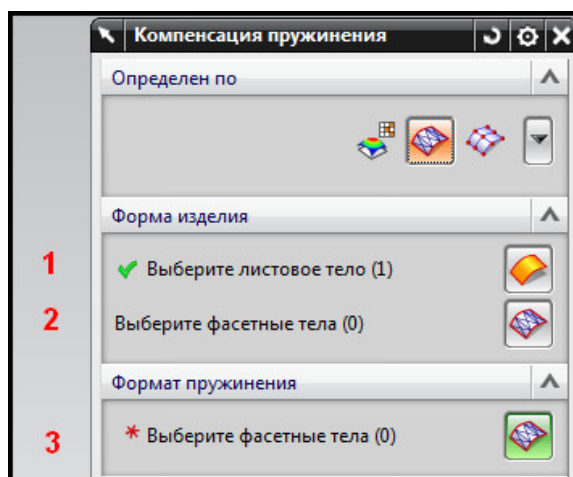 Компенсация пружинения
Определен по
Форма изделия
1 Выберите листовое тело (1)
2 Выберите фасетные тела (0)
Формат пружинения
3 * Выберите фасетные тела (0)